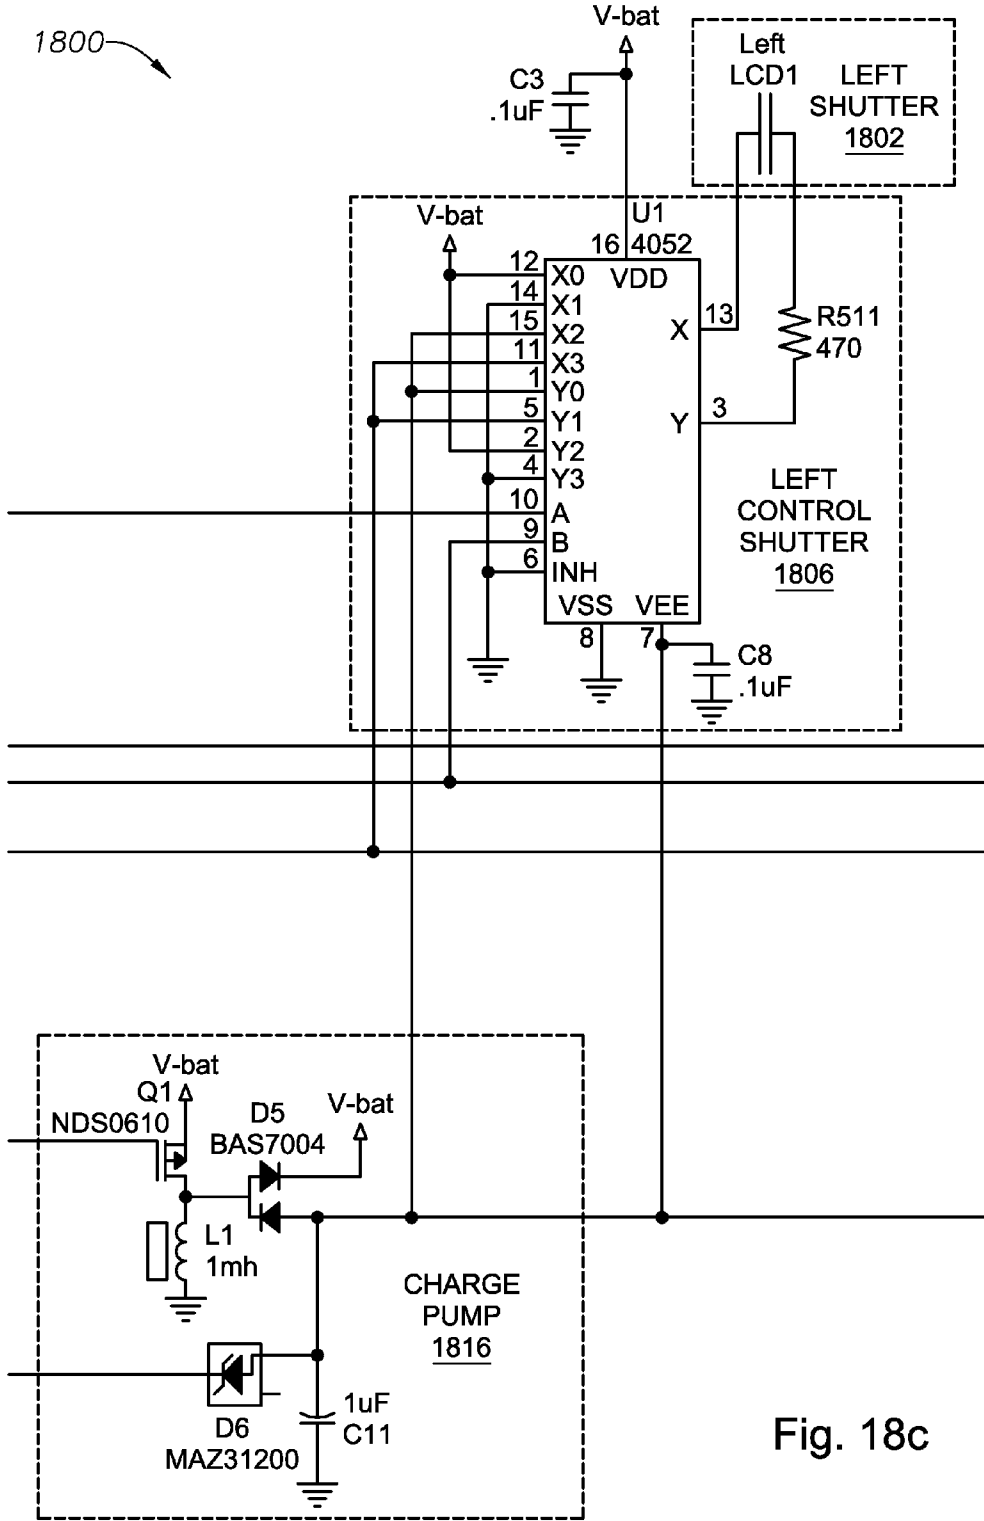 1800
V-bat
C3
.1uF
Left
LCD1
LEFT
SHUTTER
1802
V-bat
U1
16 4052
VDD
12 X0
14 X1
15 X2
11 X3
1 Y0
5 Y1
2 Y2
4 Y3
10 A
9 B
6 INH
X 13
Y 3
R511
470
VSS VEE
8 7
C8
.1uF
LEFT
CONTROL
SHUTTER
1806
V-bat
Q1
NDS0610
D5
BAS7004
V-bat
L1
1mh
CHARGE
PUMP
1816
D6
MAZ31200
1uF
C11
Fig. 18c